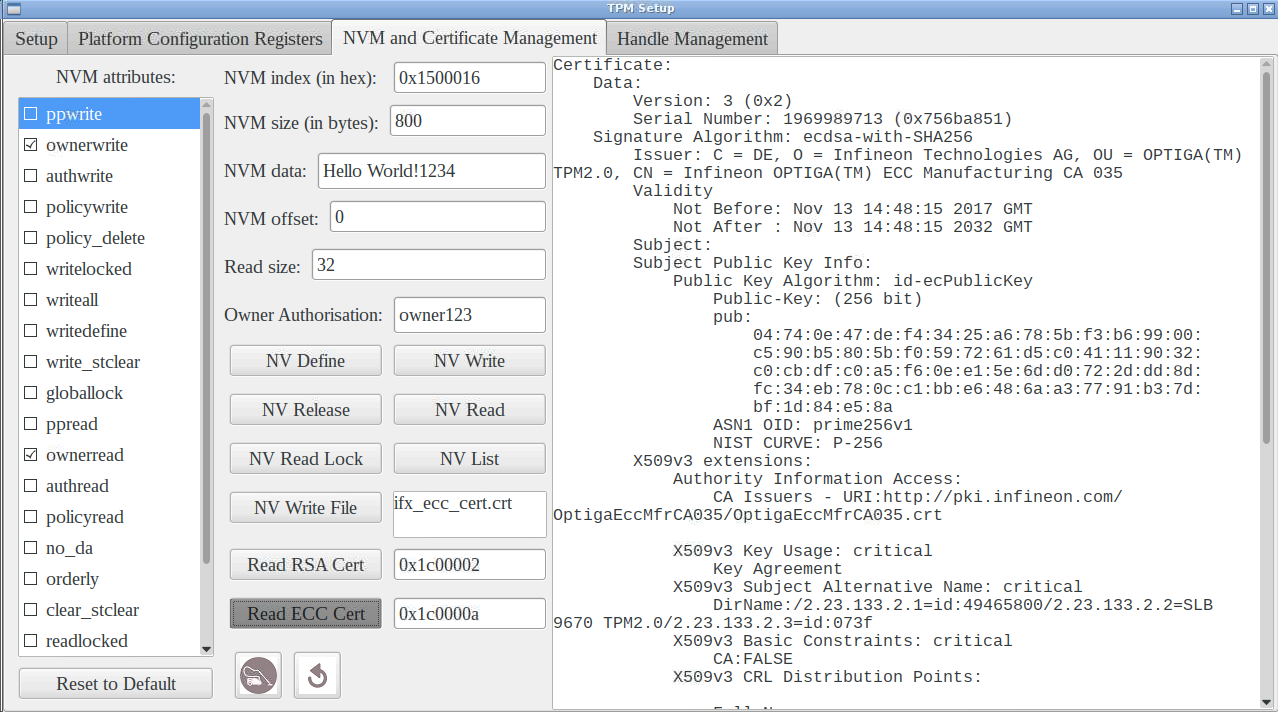 TPM Setup
Setup
Platform Configuration Registers
NVM and Certificate Management
Handle Management
NVM attributes:
ppwrite
ownerwrite
authwrite
policywrite
policy_delete
writelocked
writeall
writedefine
write_stclear
globallock
ppread
ownerread
authread
policyread
no_da
orderly
clear_stclear
readlocked
Reset to Default
NVM index (in hex): 0x1500016
NVM size (in bytes): 800
NVM data: Hello World!1234
NVM offset: 0
Read size: 32
Owner Authorisation: owner123
NV Define
NV Write
NV Release
NV Read
NV Read Lock
NV List
NV Write File
ifx_ecc_cert.crt
Read RSA Cert
0x1c00002
Read ECC Cert
0x1c0000a
Certificate:
Data:
Version: 3 (0x2)
Serial Number: 1969989713 (0x756ba851)
Signature Algorithm: ecdsa-with-SHA256
Issuer: C = DE, O = Infineon Technologies AG, OU = OPTIGA(TM)
TPM2.0, CN = Infineon OPTIGA(TM) ECC Manufacturing CA 035
Validity
Not Before: Nov 13 14:48:15 2017 GMT
Not After : Nov 13 14:48:15 2032 GMT
Subject:
Subject Public Key Info:
Public Key Algorithm: id-ecPublicKey
Public-Key: (256 bit)
pub:
04:74:0e:47:de:f4:34:25:a6:78:5b:f3:b6:99:00:
c5:90:b5:80:5b:f0:59:72:61:d5:c0:41:11:90:32:
c0:cb:df:c0:a5:f6:0e:e1:5e:6d:d0:72:2d:dd:8d:
fc:34:eb:78:0c:c1:bb:e6:48:6a:a3:77:91:b3:7d:
bf:1d:84:e5:8a
ASN1 OID: prime256v1
NIST CURVE: P-256
X509v3 extensions:
Authority Information Access:
CA Issuers - URI:http://pki.infineon.com/
OptigaEccMfrCA035/OptigaEccMfrCA035.crt
X509v3 Key Usage: critical
Key Agreement
X509v3 Subject Alternative Name: critical
DirName:/2.23.133.2.1=id:49465800/2.23.133.2.2=SLB
9670 TPM2.0/2.23.133.2.3=id:073f
X509v3 Basic Constraints: critical
CA:FALSE
X509v3 CRL Distribution Points: